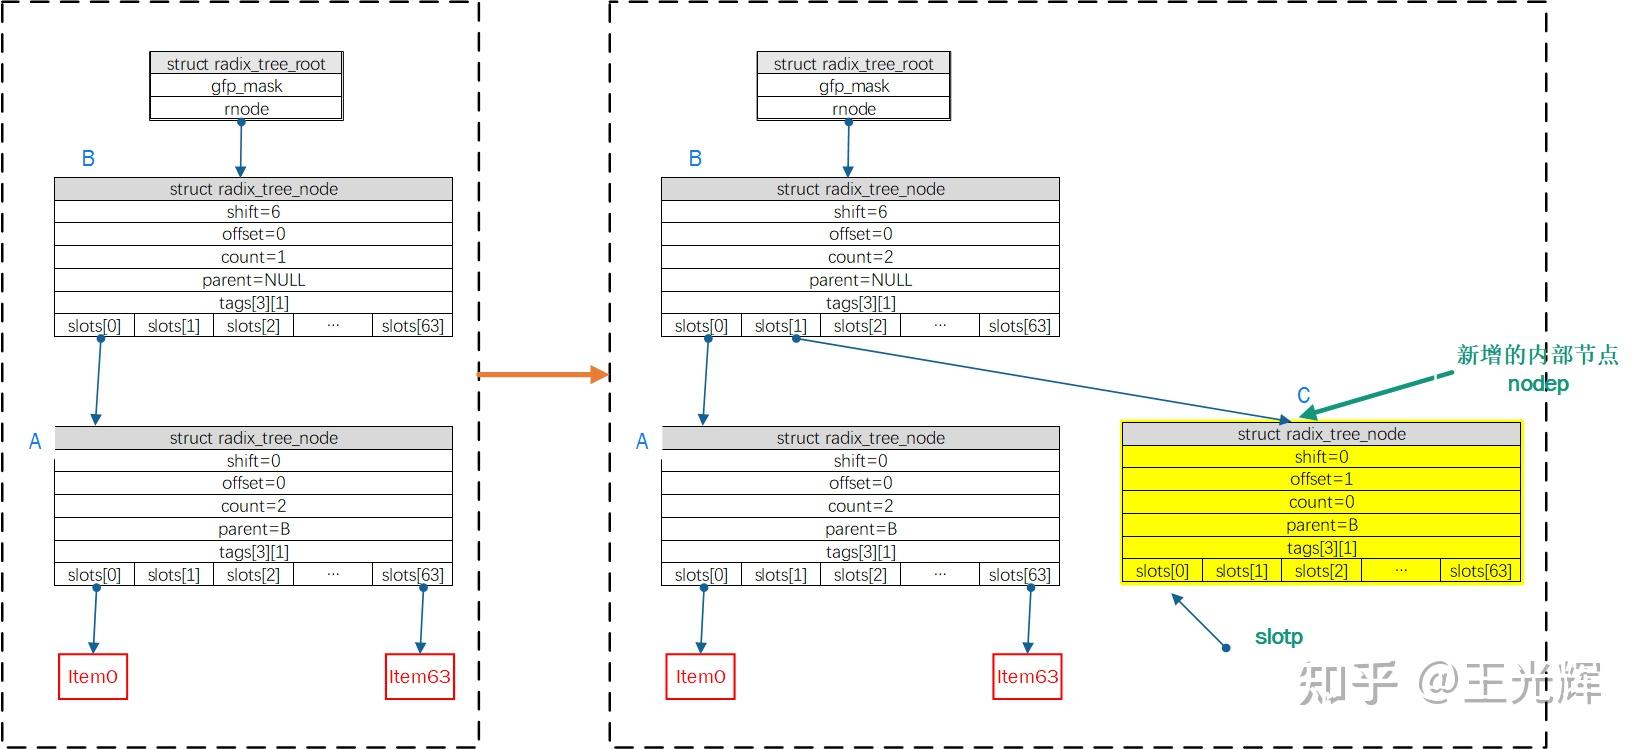 struct radix_tree_root
gfp_mask
rnode
B
struct radix_tree_node
shift=6
offset=0
count=1
parent=NULL
tags[3][1]
slots[0] slots[1] slots[2] ... slots[63]
A
struct radix_tree_node
shift=0
offset=0
count=2
parent=B
tags[3][1]
slots[0] slots[1] slots[2] ... slots[63]
Item0 Item63
struct radix_tree_root
gfp_mask
rnode
B
struct radix_tree_node
shift=6
offset=0
count=2
parent=NULL
tags[3][1]
slots[0] slots[1] slots[2] ... slots[63]
A
struct radix_tree_node
shift=0
offset=0
count=2
parent=B
tags[3][1]
slots[0] slots[1] slots[2] ... slots[63]
Item0 Item63
新增的内部节点
nodep
C
struct radix_tree_node
shift=0
offset=1
count=0
parent=B
tags[3][1]
slots[0] slots[1] slots[2] ... slots[63]
slotp
知乎 @王光辉